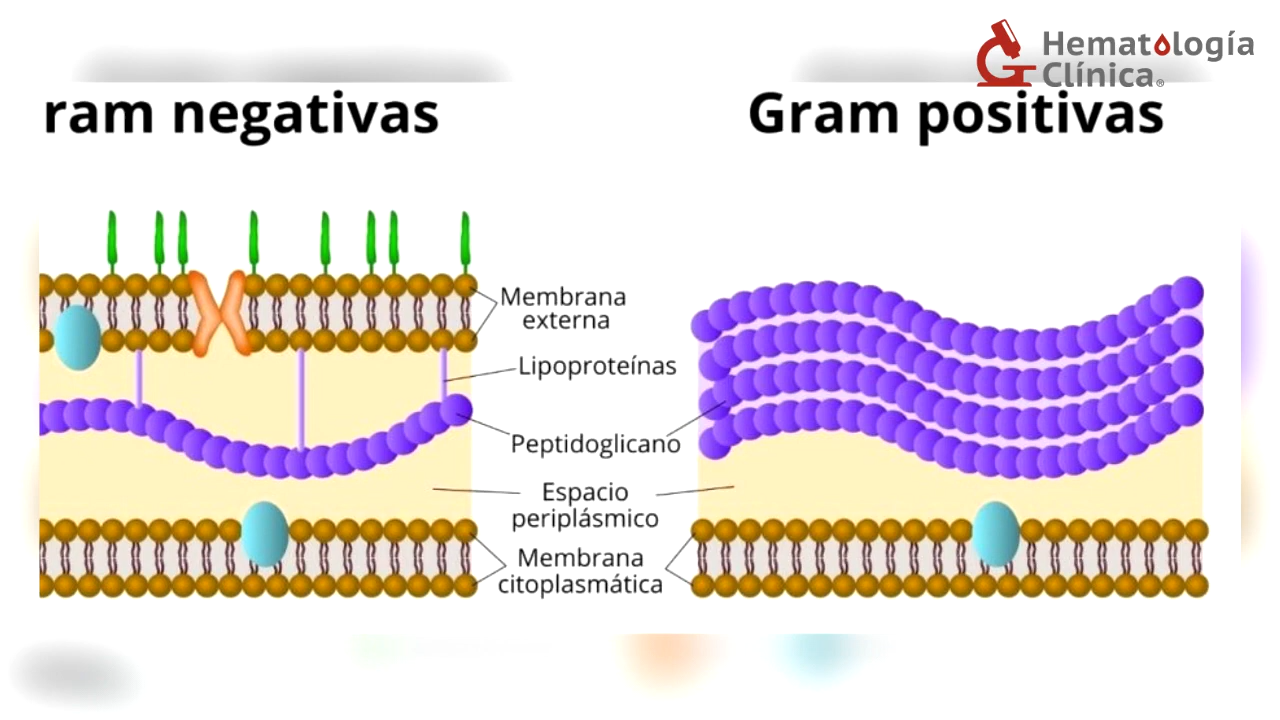 Hematología
Clínica®
ram negativas
Gram positivas
Membrana
externa
Lipoproteínas
Peptidoglicano
Espacio
periplásmico
Membrana
citoplasmática